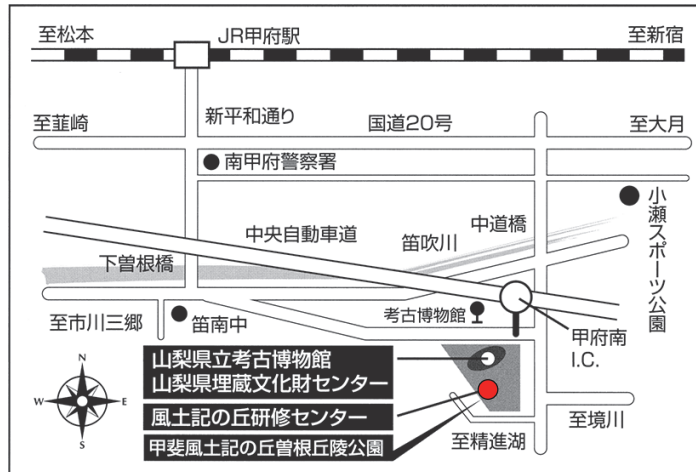 至松本
JR甲府駅
至新宿
新平和通り
国道20号
至韮崎
至大月
南甲府警察署
小瀬スポーツ公園
中道橋
笛吹川
中央自動車道
下曽根橋
考古博物館
至市川三郷
笛南中
甲府南
I.C.
山梨県立考古博物館
山梨県埋蔵文化財センター
風土記の丘研修センター
甲斐風土記の丘曽根丘陵公園
至境川
至精進湖
N
W
E
S